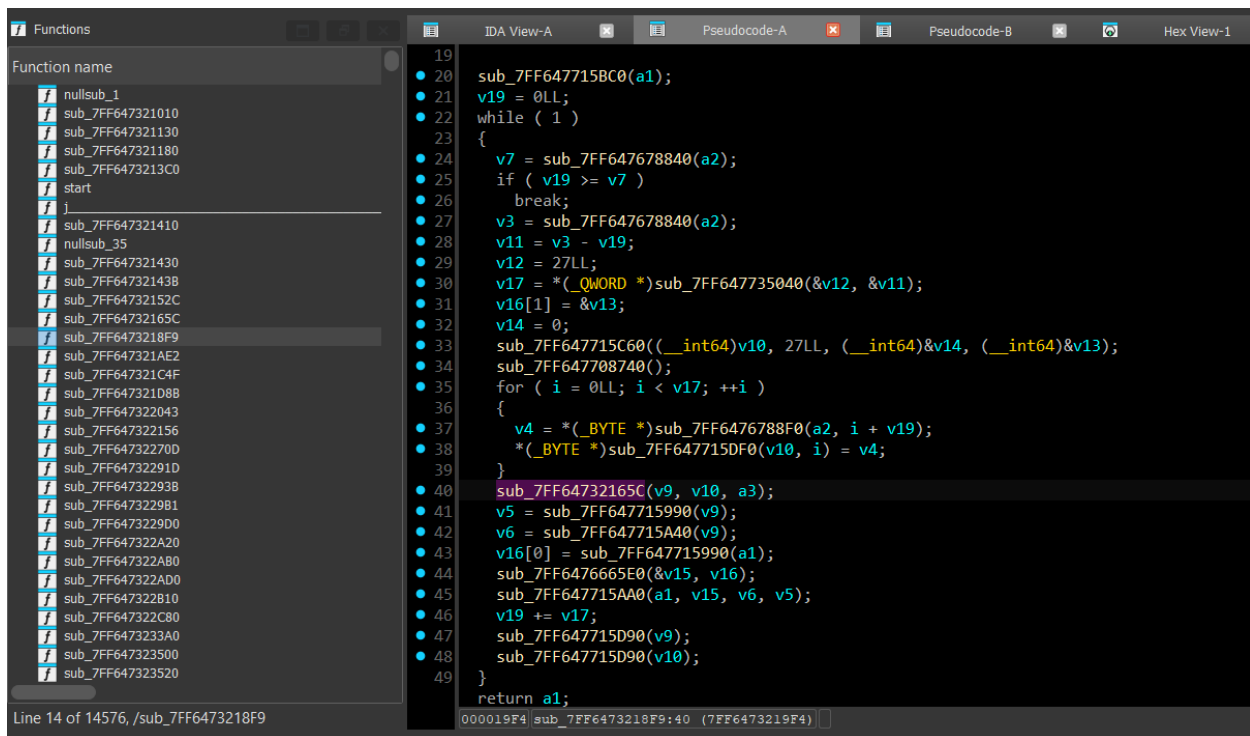 Functions
Function name
nullsub_1
sub_7FF647321010
sub_7FF647321130
sub_7FF647321180
sub_7FF6473213C0
start
j_
sub_7FF647321410
nullsub_35
sub_7FF647321430
sub_7FF64732143B
sub_7FF64732152C
sub_7FF64732165C
sub_7FF6473218F9
sub_7FF647321AE2
sub_7FF647321C4F
sub_7FF647321D8B
sub_7FF647322043
sub_7FF647322156
sub_7FF64732270D
sub_7FF64732291D
sub_7FF64732293B
sub_7FF6473229B1
sub_7FF6473229D0
sub_7FF647322A20
sub_7FF647322AB0
sub_7FF647322AD0
sub_7FF647322B10
sub_7FF647322C80
sub_7FF6473233A0
sub_7FF647323500
sub_7FF647323520
Line 14 of 14576, /sub_7FF6473218F9
IDA View-A Pseudocode-A Pseudocode-B Hex View-1
19
20 sub_7FF647715BC0(a1);
21 v19 = 0LL;
22 while ( 1 )
23 {
24 v7 = sub_7FF647678840(a2);
25 if ( v19 >= v7 )
26 break;
27 v3 = sub_7FF647678840(a2);
28 v11 = v3 - v19;
29 v12 = 27LL;
30 v17 = *(_QWORD *)sub_7FF647735040(&v12, &v11);
31 v16[1] = &v13;
32 v14 = 0;
33 sub_7FF647715C60((__int64)v10, 27LL, (__int64)&v14, (__int64)&v13);
34 sub_7FF647708740();
35 for ( i = 0LL; i < v17; ++i )
36 {
37 v4 = *(_BYTE *)sub_7FF6476788F0(a2, i + v19);
38 *(_BYTE *)sub_7FF647715DF0(v10, i) = v4;
39 }
40 sub_7FF64732165C(v9, v10, a3);
41 v5 = sub_7FF647715990(v9);
42 v6 = sub_7FF647715A40(v9);
43 v16[0] = sub_7FF647715990(a1);
44 sub_7FF6476665E0(&v15, v16);
45 sub_7FF647715AA0(a1, v15, v6, v5);
46 v19 += v17;
47 sub_7FF647715D90(v9);
48 sub_7FF647715D90(v10);
49 }
return a1;
000019F4 sub_7FF6473218F9:40 (7FF6473219F4)